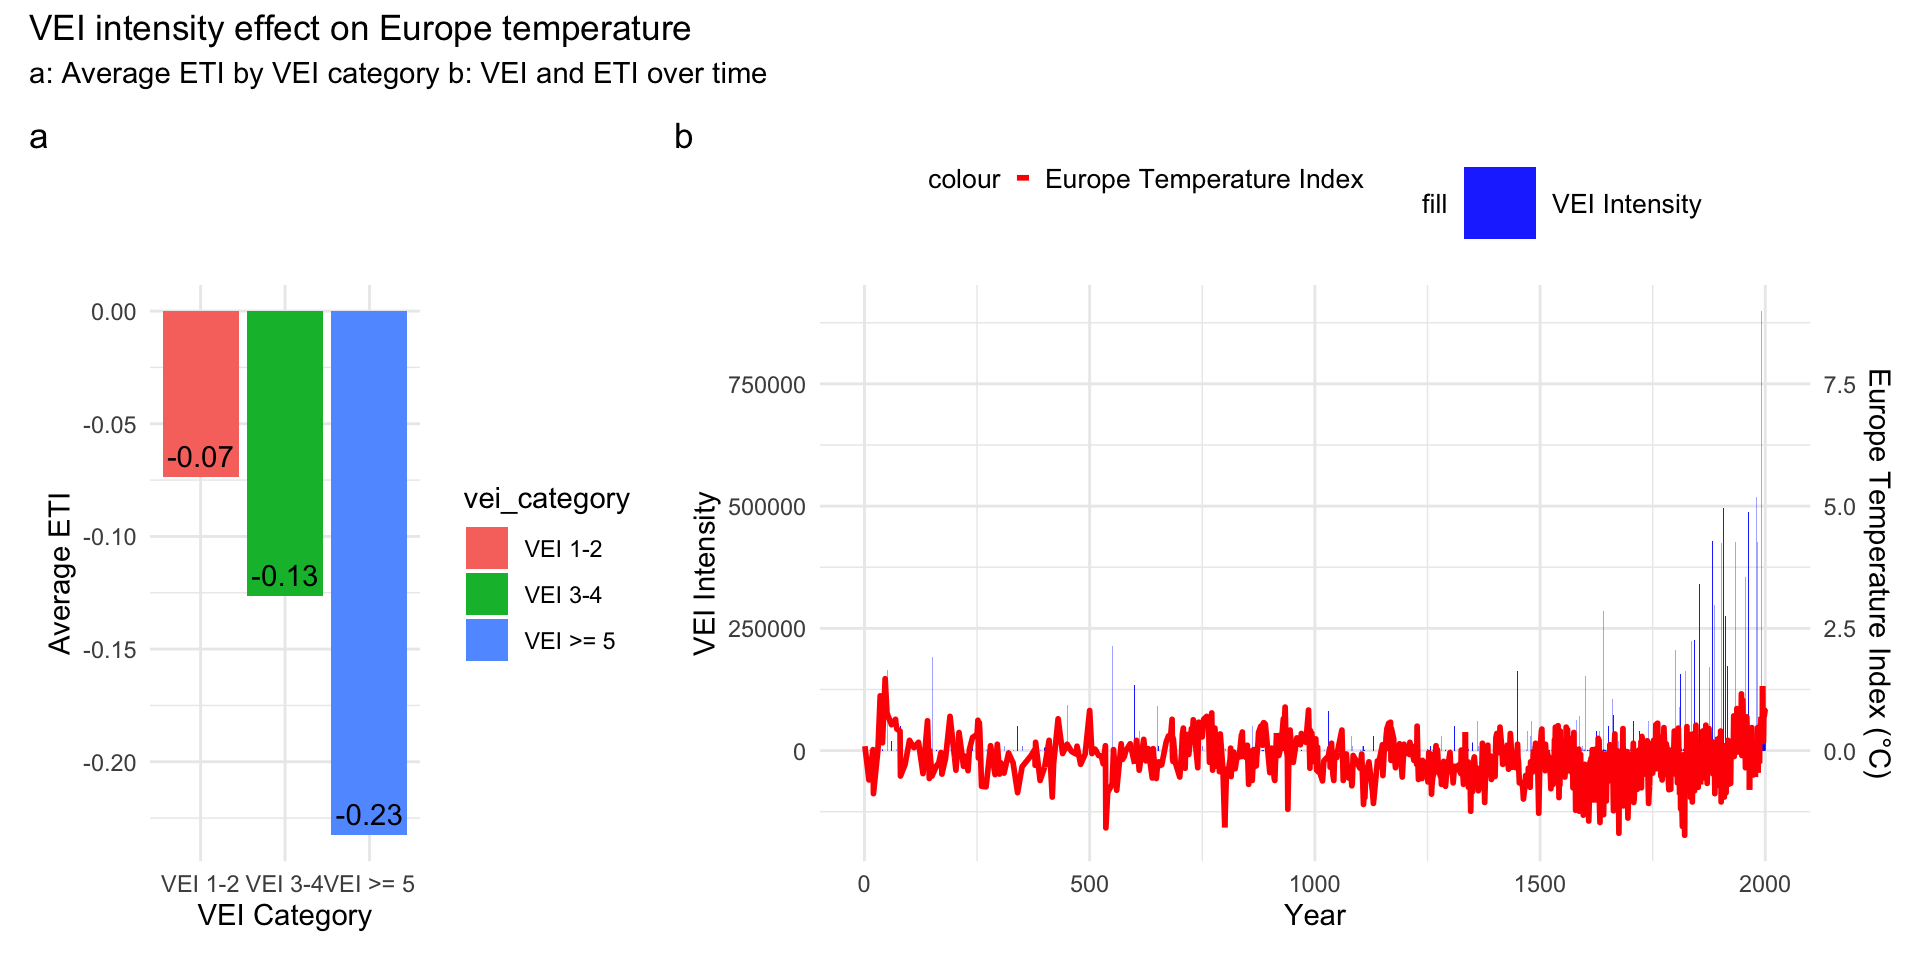 VEI intensity effect on Europe temperature
a: Average ETI by VEI category b: VEI and ETI over time
a
0.00
-0.05
-0.10
-0.15
-0.20
Average ETI
-0.07
-0.13
-0.23
VEI 1-2 VEI 3-4 VEI >= 5
VEI Category
vei_category
VEI 1-2
VEI 3-4
VEI >= 5
b
colour Europe Temperature Index
fill VEI Intensity
750000
500000
250000
0
VEI Intensity
7.5
5.0
2.5
0.0
Europe Temperature Index (°C)
0 500 1000 1500 2000
Year